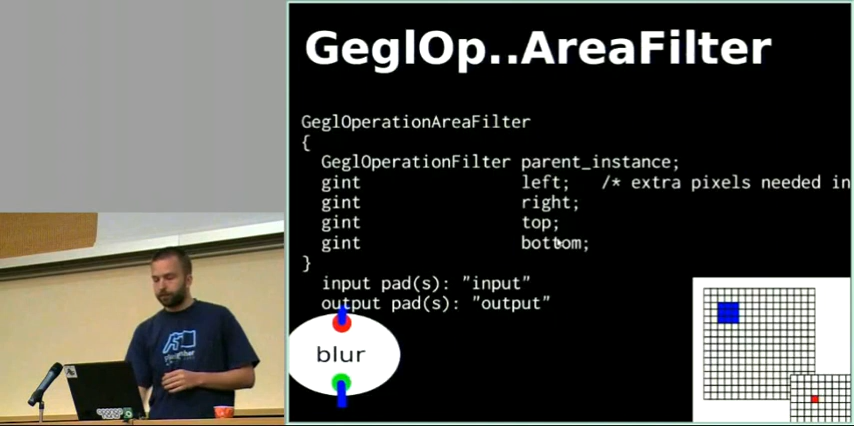 GeglOp..AreaFilter
GeglOperationAreaFilter
{
GeglOperationFilter parent_instance;
gint left; /* extra pixels needed in
gint right;
gint top;
gint bottom;
}
input pad(s): "input"
output pad(s): "output"
blur